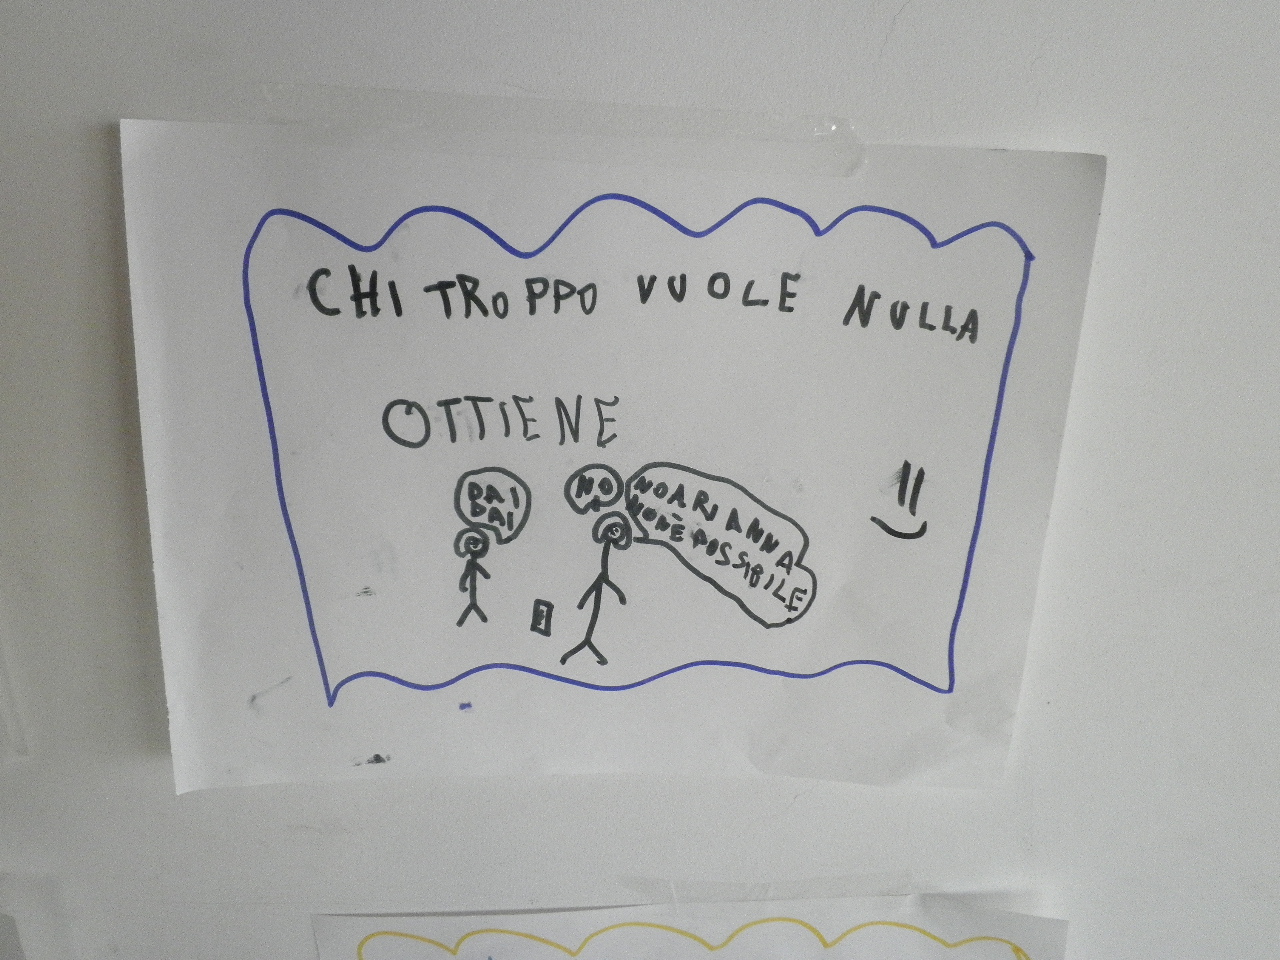 CHI TROPPO VUOLE NULLA
OTTIENE
DAI
DAI
NO
NO ARIANNA
NON È POSSIBILE